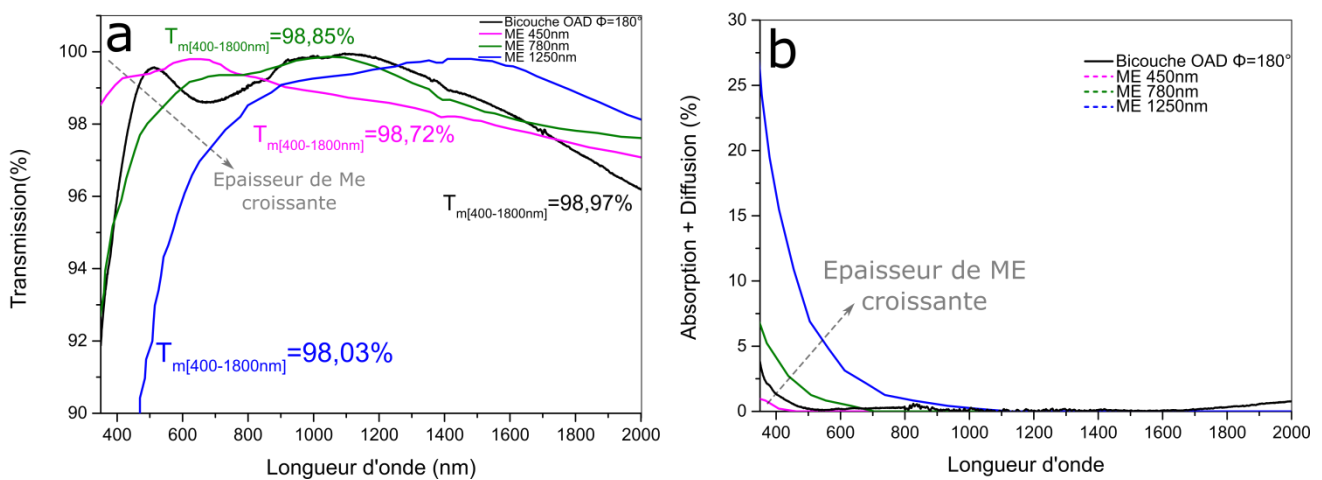 a
Bicouche OAD Φ=180°
ME 450nm
ME 780nm
ME 1250nm
Tm[400-1800nm]=98,85%
Tm[400-1800nm]=98,72%
Epaisseur de Me
croissante
Tm[400-1800nm]=98,97%
Tm[400-1800nm]=98,03%
Transmission(%)
100
98
96
94
92
90
400 600 800 1000 1200 1400 1600 1800 2000
Longueur d'onde (nm)
b
Bicouche OAD Φ=180°
ME 450nm
ME 780nm
ME 1250nm
Epaisseur de ME
croissante
Absorption + Diffusion (%)
30
25
20
15
10
5
0
400 600 800 1000 1200 1400 1600 1800 2000
Longueur d'onde